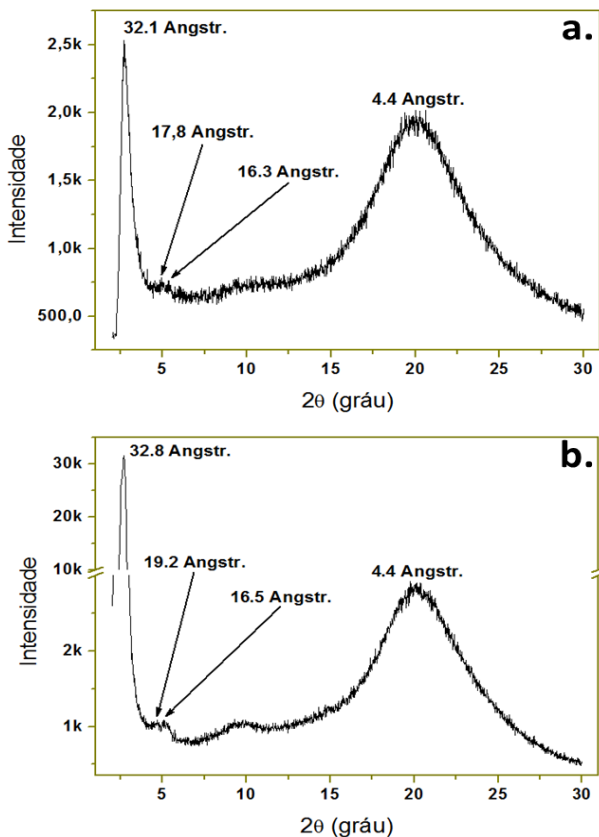 a.
32.1 Angstr.
2,5k
4.4 Angstr.
17,8 Angstr.
2,0k
16.3 Angstr.
1,5k
Intensidade
1,0k
500,0
5 10 15 20 25 30
2θ (gráu)
b.
32.8 Angstr.
30k
20k
10k
19.2 Angstr.
4.4 Angstr.
16.5 Angstr.
Intensidade
2k
1k
5 10 15 20 25 30
2θ (gráu)